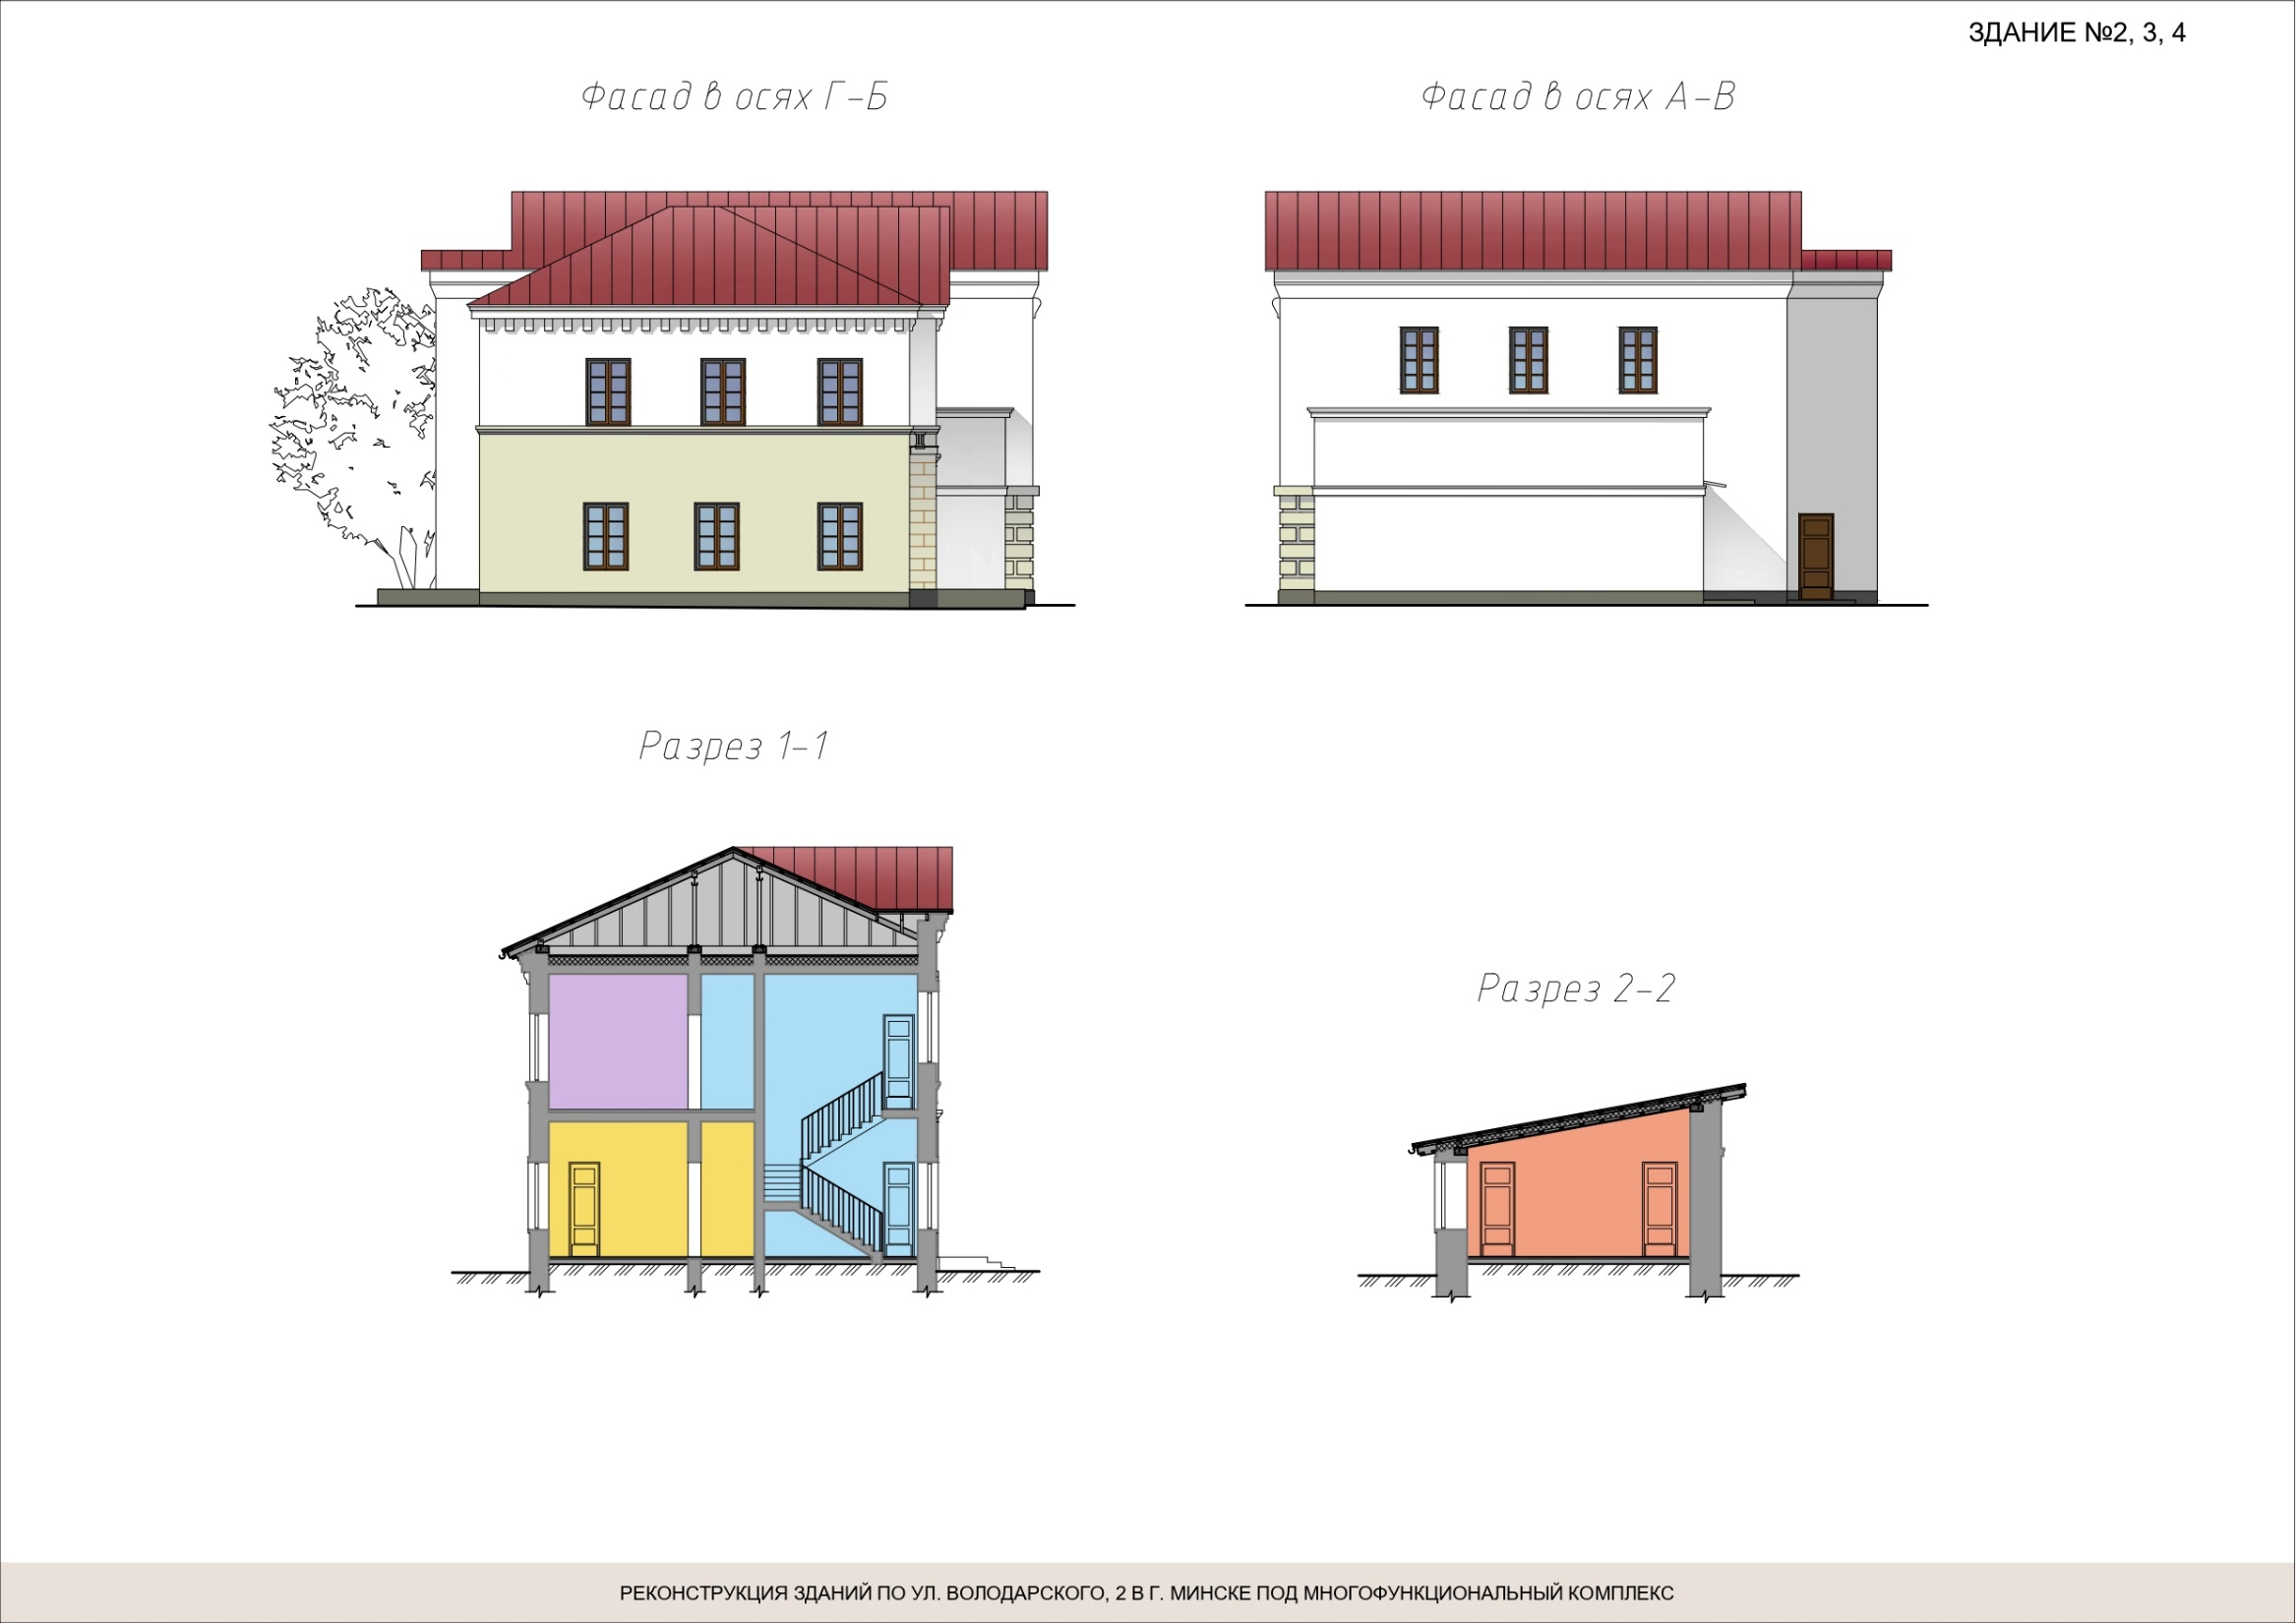 ЗДАНИЕ №2, 3, 4
Фасад в осях Г-Б
Фасад в осях А-В
Разрез 1-1
Разрез 2-2
РЕКОНСТРУКЦИЯ ЗДАНИЙ ПО УЛ. ВОЛОДАРСКОГО, 2 В Г. МИНСКЕ ПОД МНОГОФУНКЦИОНАЛЬНЫЙ КОМПЛЕКС